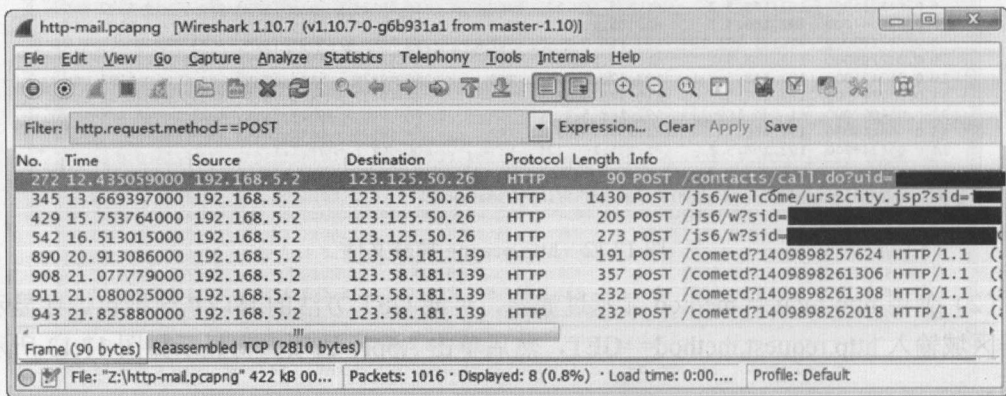 http-mail.pcapng [Wireshark 1.10.7 (v1.10.7-0-g6b931a1 from master-1.10)]
File Edit View Go Capture Analyze Statistics Telephony Tools Internals Help
Filter: http.request.method==POST Expression... Clear Apply Save
No. Time Source Destination Protocol Length Info
272 12.435059000 192.168.5.2 123.125.50.26 HTTP 90 POST /contacts/call.do?uid=
345 13.669397000 192.168.5.2 123.125.50.26 HTTP 1430 POST /js6/welcome/urs2city.jsp?sid=
429 15.753764000 192.168.5.2 123.125.50.26 HTTP 205 POST /js6/w?sid=
542 16.513015000 192.168.5.2 123.125.50.26 HTTP 273 POST /js6/w?sid=
890 20.913086000 192.168.5.2 123.58.181.139 HTTP 191 POST /cometd?1409898257624 HTTP/1.1 (
908 21.077779000 192.168.5.2 123.58.181.139 HTTP 357 POST /cometd?1409898261306 HTTP/1.1 (
911 21.080025000 192.168.5.2 123.58.181.139 HTTP 232 POST /cometd?1409898261308 HTTP/1.1 (
943 21.825880000 192.168.5.2 123.58.181.139 HTTP 232 POST /cometd?1409898262018 HTTP/1.1 (
Frame (90 bytes) Reassembled TCP (2810 bytes)
File: "Z:\http-mail.pcapng" 422 kB 00... Packets: 1016 · Displayed: 8 (0.8%) · Load time: 0:00.... Profile: Default